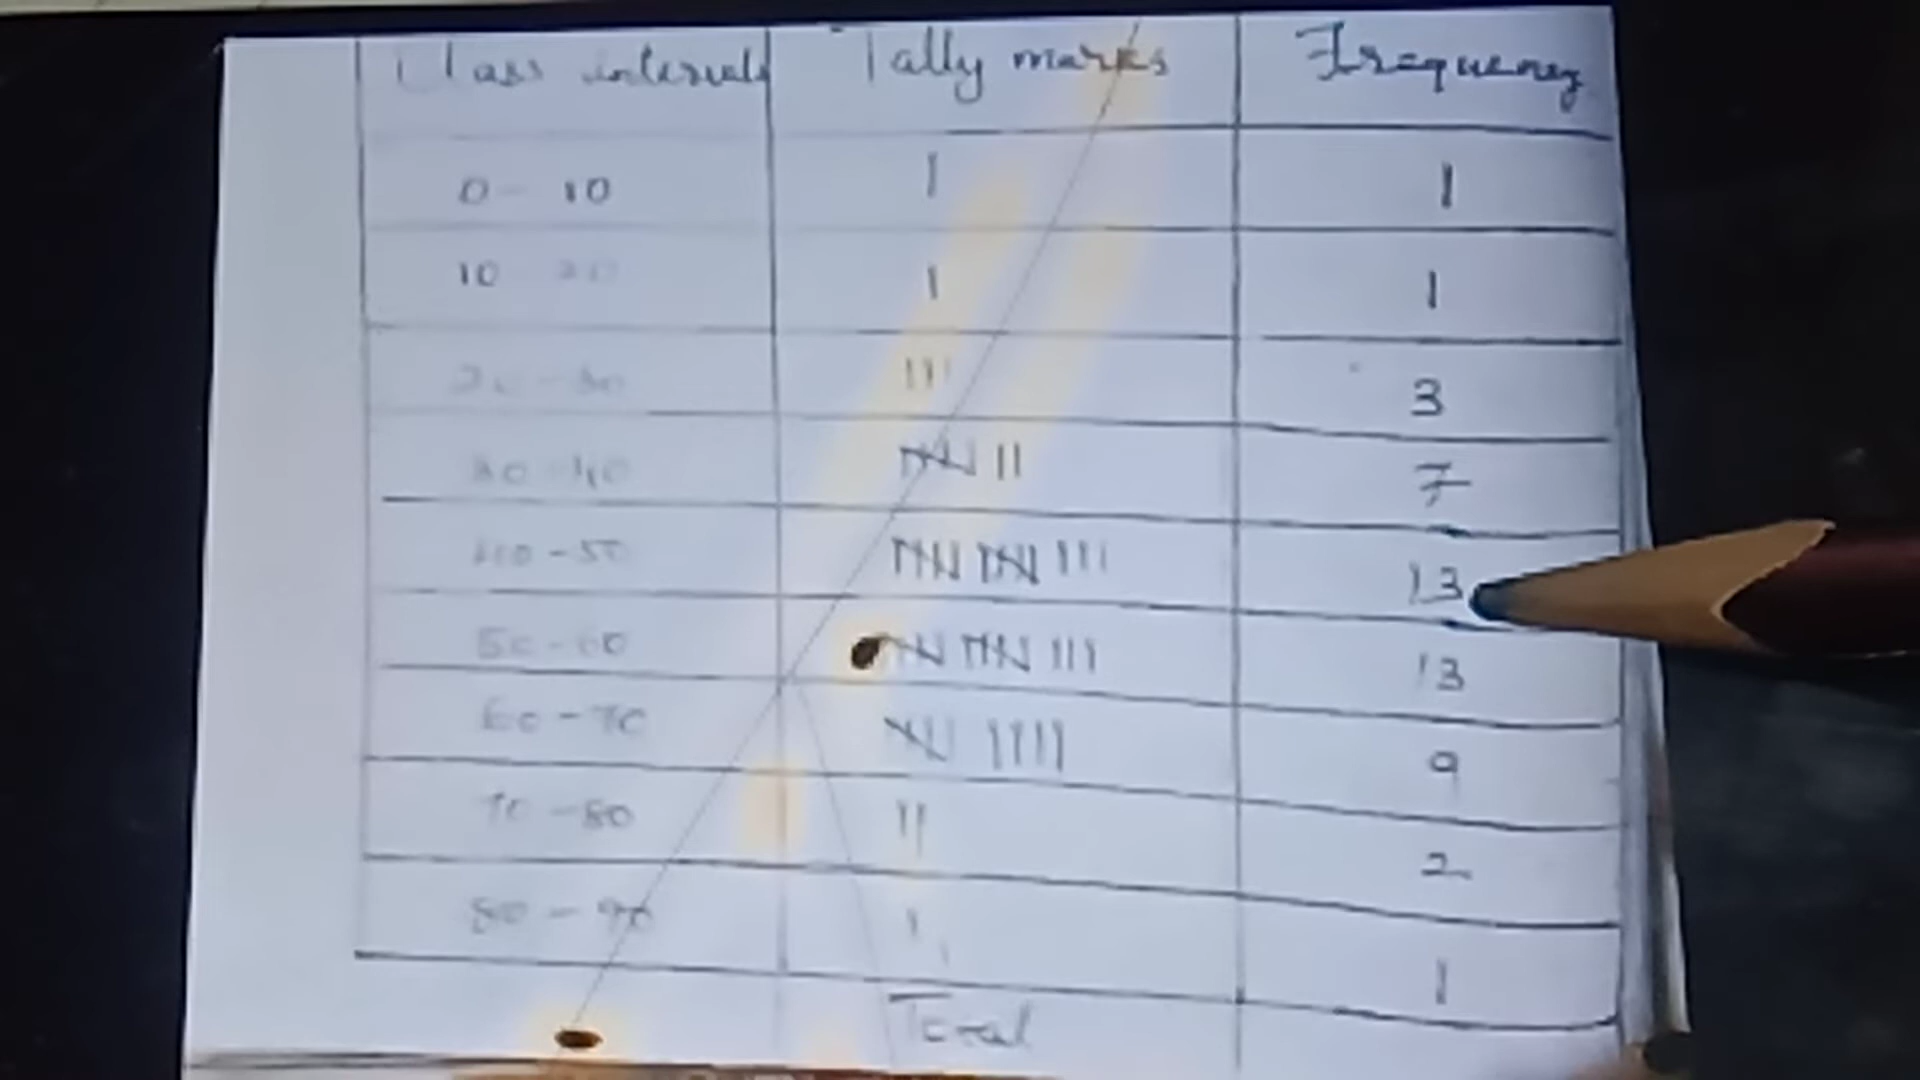 Class intervals Tally marks Frequency
0 - 10 | 1
10 20 | 1
20-30 ||| 3
30-40 |||| || 7
40-50 |||| |||| ||| 13
50-60 |||| |||| ||| 13
60-70 |||| |||| 9
70-80 || 2
80-90 | 1
Total